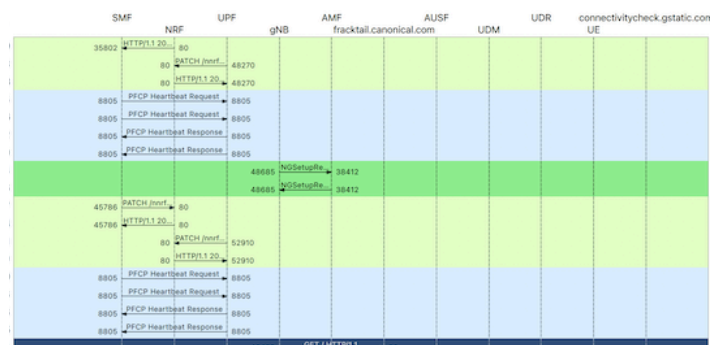 SMF UPF AMF AUSF UDR connectivitycheck.gstatic.com
NRF gNB fracktail.canonical.com UDM UE
35802 HTTP/1.1 20... 80
80 PATCH /nnrf... 48270
80 HTTP/1.1 20... 48270
8805 PFCP Heartbeat Request 8805
8805 PFCP Heartbeat Request 8805
8805 PFCP Heartbeat Response 8805
8805 PFCP Heartbeat Response 8805
48685 NGSetupRe... 38412
48685 NGSetupRe... 38412
45786 PATCH /nnrf... 80
45786 HTTP/1.1 20... 80
80 PATCH /nnrf... 52910
80 HTTP/1.1 20... 52910
8805 PFCP Heartbeat Request 8805
8805 PFCP Heartbeat Request 8805
8805 PFCP Heartbeat Response 8805
8805 PFCP Heartbeat Response 8805
GET / HTTP/1.1